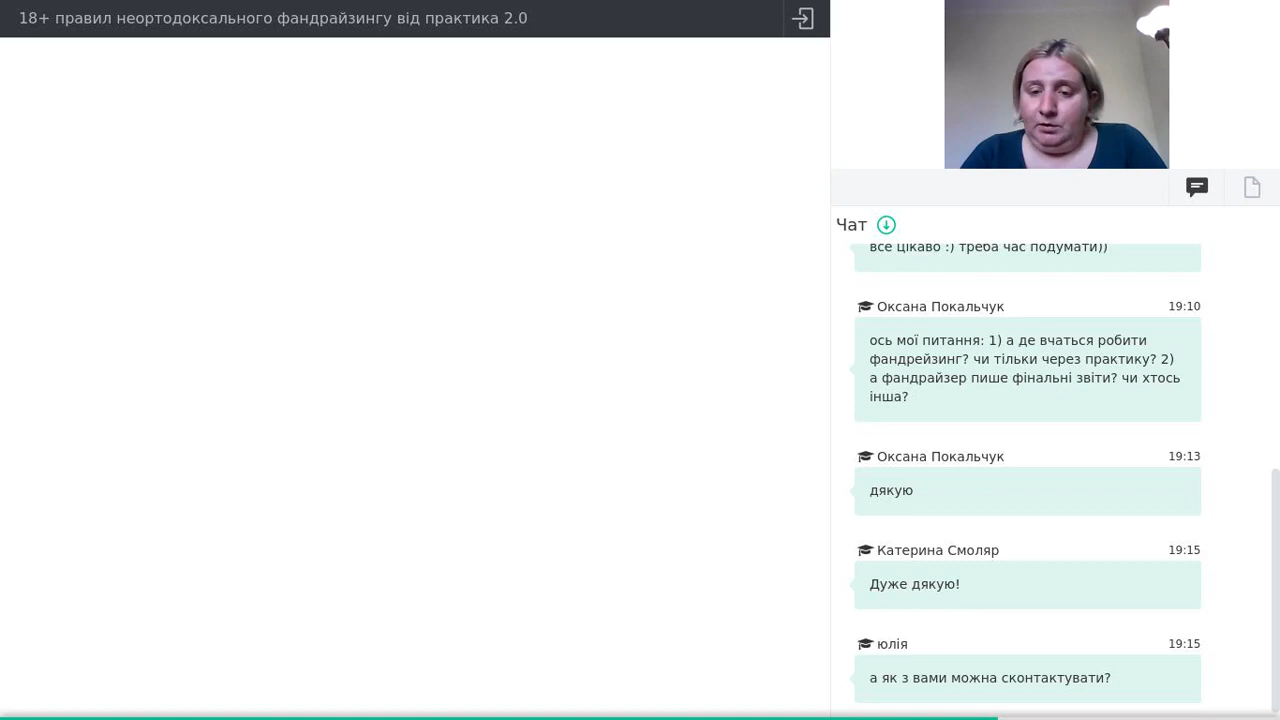 18+ правил неортодоксального фандрайзингу від практика 2.0
Чат
все цікаво :) треба час подумати))
Оксана Покальчук 19:10
ось мої питання: 1) а де вчаться робити
фандрейзинг? чи тільки через практику? 2)
а фандрайзер пише фінальні звіти? чи хтось
інша?
Оксана Покальчук 19:13
дякую
Катерина Смоляр 19:15
Дуже дякую!
юлія 19:15
а як з вами можна сконтактувати?